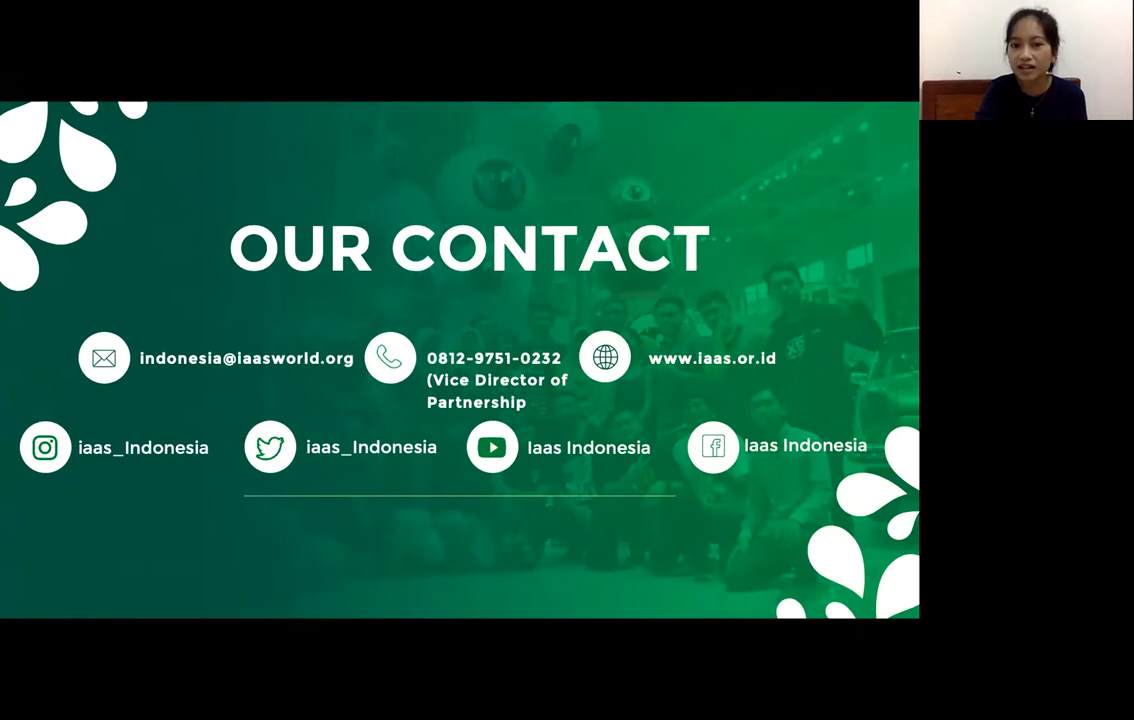 OUR CONTACT
indonesia@iaasworld.org
0812-9751-0232
(Vice Director of
Partnership
www.iaas.or.id
iaas_Indonesia
iaas_Indonesia
Iaas Indonesia
Iaas Indonesia